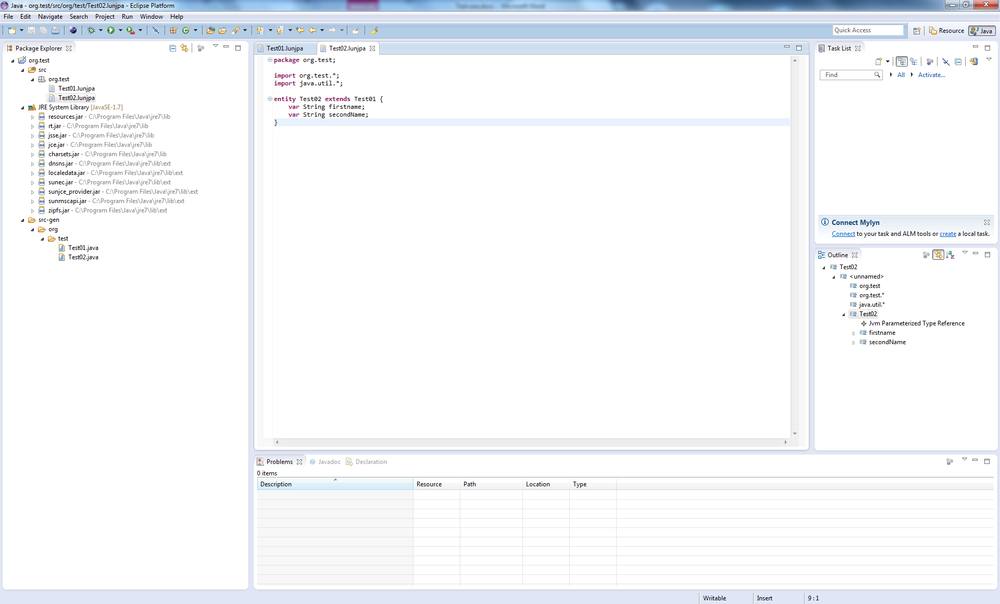 Java - org.test/src/org/test/Test02.lunjpa - Eclipse Platform
File Edit Navigate Search Project Run Window Help
Quick Access
Resource
Java
Package Explorer
org.test
src
org.test
Test01.lunjpa
Test02.lunjpa
JRE System Library [JavaSE-1.7]
resources.jar - C:\Program Files\Java\jre7\lib
rt.jar - C:\Program Files\Java\jre7\lib
jsse.jar - C:\Program Files\Java\jre7\lib
jce.jar - C:\Program Files\Java\jre7\lib
charsets.jar - C:\Program Files\Java\jre7\lib
dnsns.jar - C:\Program Files\Java\jre7\lib\ext
localedata.jar - C:\Program Files\Java\jre7\lib\ext
sunec.jar - C:\Program Files\Java\jre7\lib\ext
sunjce_provider.jar - C:\Program Files\Java\jre7\lib\ext
sunmscapi.jar - C:\Program Files\Java\jre7\lib\ext
zipfs.jar - C:\Program Files\Java\jre7\lib\ext
src-gen
org
test
Test01.java
Test02.java
Test01.lunjpa
Test02.lunjpa
package org.test;
import org.test.*;
import java.util.*;
entity Test02 extends Test01 {
var String firstname;
var String secondName;
}
Task List
Find
All
Activate...
Connect Mylyn
Connect to your task and ALM tools or create a local task.
Outline
Test02
<unnamed>
org.test
org.test.*
java.util.*
Test02
Jvm Parameterized Type Reference
firstname
secondName
Problems
@ Javadoc
Declaration
0 items
Description Resource Path Location Type
Writable Insert 9 : 1